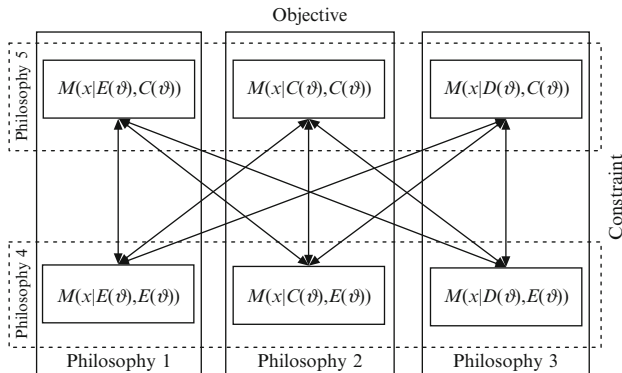 Objective
Philosophy 5
M(x|E(ϑ),C(ϑ)) M(x|C(ϑ),C(ϑ)) M(x|D(ϑ),C(ϑ))
Constraint
Philosophy 4
M(x|E(ϑ),E(ϑ)) M(x|C(ϑ),E(ϑ)) M(x|D(ϑ),E(ϑ))
Philosophy 1 Philosophy 2 Philosophy 3